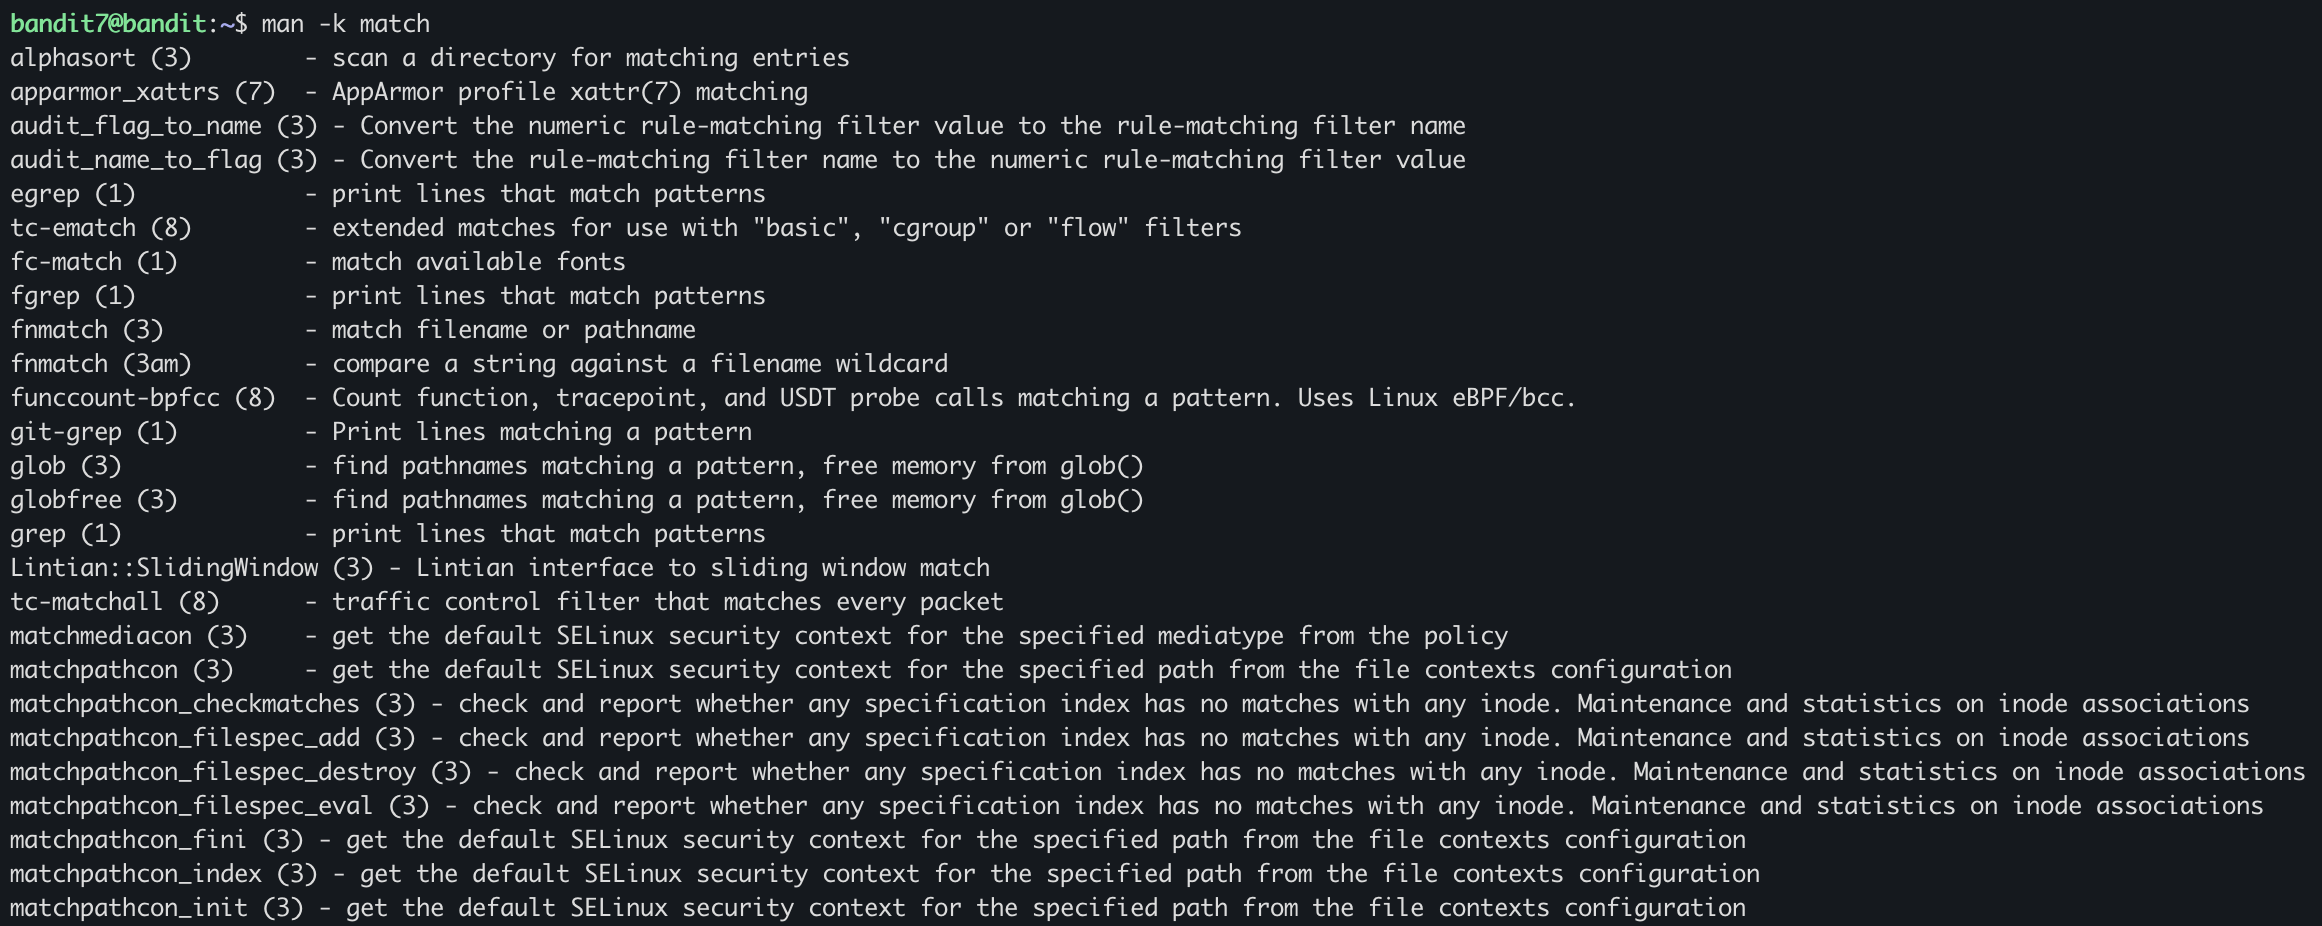 bandit7@bandit:~$ man -k match
alphasort (3)        - scan a directory for matching entries
apparmor_xattrs (7)  - AppArmor profile xattr(7) matching
audit_flag_to_name (3) - Convert the numeric rule-matching filter value to the rule-matching filter name
audit_name_to_flag (3) - Convert the rule-matching filter name to the numeric rule-matching filter value
egrep (1)            - print lines that match patterns
tc-ematch (8)        - extended matches for use with "basic", "cgroup" or "flow" filters
fc-match (1)         - match available fonts
fgrep (1)            - print lines that match patterns
fnmatch (3)          - match filename or pathname
fnmatch (3am)        - compare a string against a filename wildcard
funccount-bpfcc (8)  - Count function, tracepoint, and USDT probe calls matching a pattern. Uses Linux eBPF/bcc.
git-grep (1)         - Print lines matching a pattern
glob (3)             - find pathnames matching a pattern, free memory from glob()
globfree (3)         - find pathnames matching a pattern, free memory from glob()
grep (1)             - print lines that match patterns
Lintian::SlidingWindow (3) - Lintian interface to sliding window match
tc-matchall (8)      - traffic control filter that matches every packet
matchmediacon (3)    - get the default SELinux security context for the specified mediatype from the policy
matchpathcon (3)     - get the default SELinux security context for the specified path from the file contexts configuration
matchpathcon_checkmatches (3) - check and report whether any specification index has no matches with any inode. Maintenance and statistics on inode associations
matchpathcon_filespec_add (3) - check and report whether any specification index has no matches with any inode. Maintenance and statistics on inode associations
matchpathcon_filespec_destroy (3) - check and report whether any specification index has no matches with any inode. Maintenance and statistics on inode associations
matchpathcon_filespec_eval (3) - check and report whether any specification index has no matches with any inode. Maintenance and statistics on inode associations
matchpathcon_fini (3) - get the default SELinux security context for the specified path from the file contexts configuration
matchpathcon_index (3) - get the default SELinux security context for the specified path from the file contexts configuration
matchpathcon_init (3) - get the default SELinux security context for the specified path from the file contexts configuration